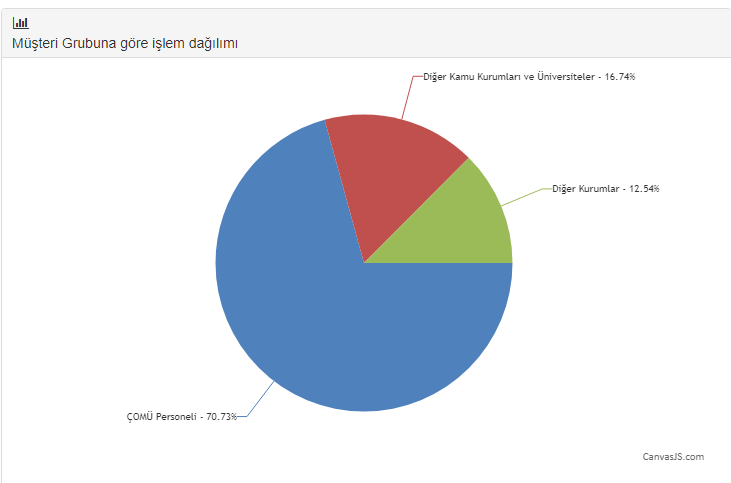 Müşteri Grubuna göre işlem dağılımı
Diğer Kamu Kurumları ve Üniversiteler - 16.74%
Diğer Kurumlar - 12.54%
ÇOMÜ Personeli - 70.73%
CanvasJS.com